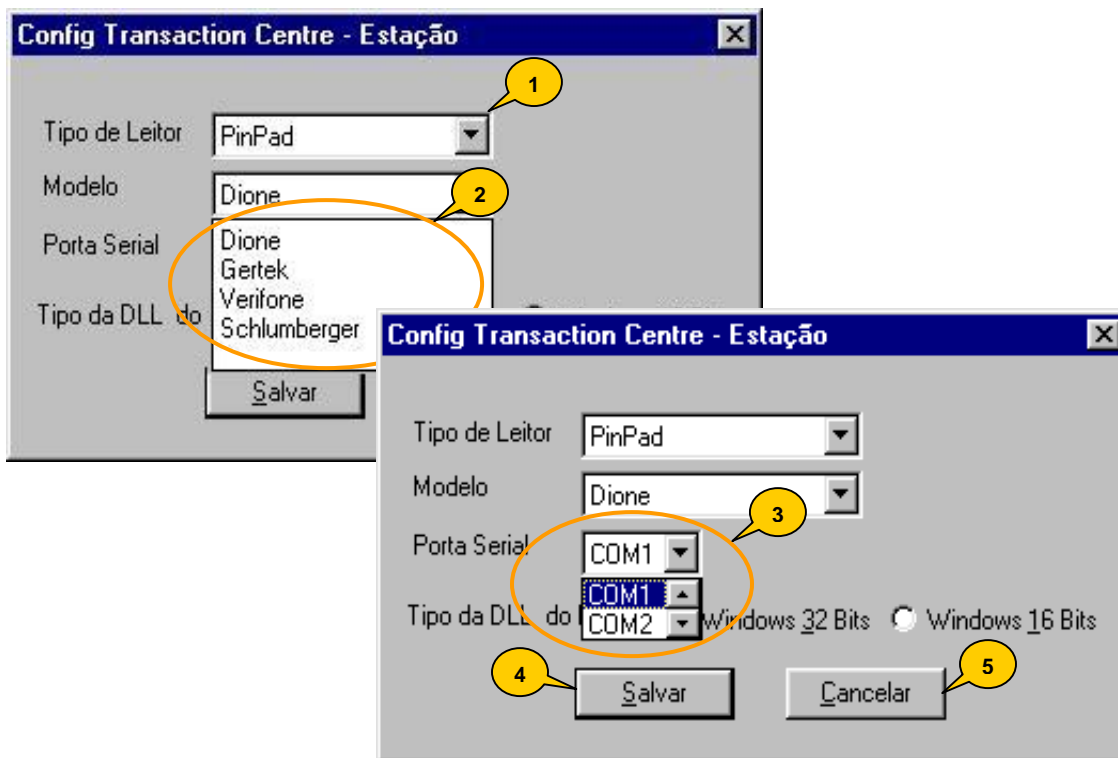 Config Transaction Centre - Estação
1
Tipo de Leitor PinPad
Modelo Dione
2
Porta Serial
Dione
Gertek
Verifone
Schlumberger
Tipo da DLL do
Salvar
Config Transaction Centre - Estação
Tipo de Leitor PinPad
Modelo Dione
3
Porta Serial COM1
COM1
COM2
Tipo da DLL do Windows 32 Bits Windows 16 Bits
4
Salvar Cancelar
5